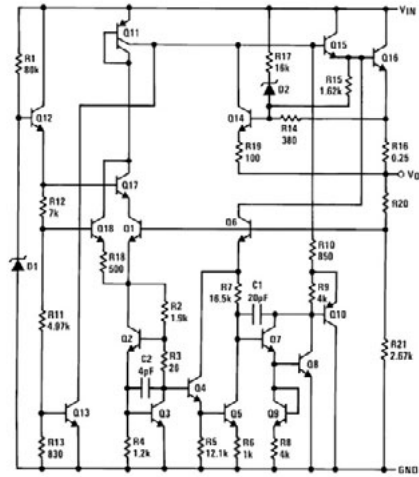 VIN
Q11
Q15
Q16
R1
80k
R17
16k
R15
1.62k
D2
Q12
Q14
R14
380
R19
100
R16
0.25
VO
Q17
R12
7k
R20
Q18
Q1
Q6
R18
500
R10
850
D1
R2
1.9k
R7
16.5k
C1
20pF
R9
4k
Q10
R11
4.97k
Q2
Q7
R21
2.67k
C2
4pF
R3
26
Q4
Q8
Q13
Q3
Q5
Q9
R13
830
R4
1.2k
R5
12.1k
R6
1k
R8
4k
GND